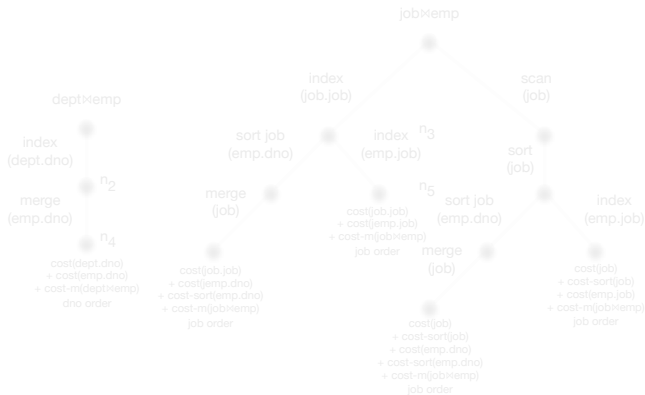 dept⋈emp
index
(dept.dno)
n2
merge
(emp.dno)
n4
cost(dept.dno)
+ cost(emp.dno)
+ cost-m(dept⋈emp)
dno order
job⋈emp
index
(job.job)
scan
(job)
sort job
(emp.dno)
index
(emp.job)
n3
sort
(job)
merge
(job)
n5
cost(job.job)
+ cost(emp.job)
+ cost-m(job⋈emp)
job order
sort job
(emp.dno)
index
(emp.job)
cost(job.job)
+ cost(emp.dno)
+ cost-sort(emp.dno)
+ cost-m(job⋈emp)
job order
merge
(job)
cost(job)
+ cost-sort(job)
+ cost(emp.job)
+ cost-m(job⋈emp)
job order
cost(job)
+ cost-sort(job)
+ cost(emp.dno)
+ cost-sort(emp.dno)
+ cost-m(job⋈emp)
job order